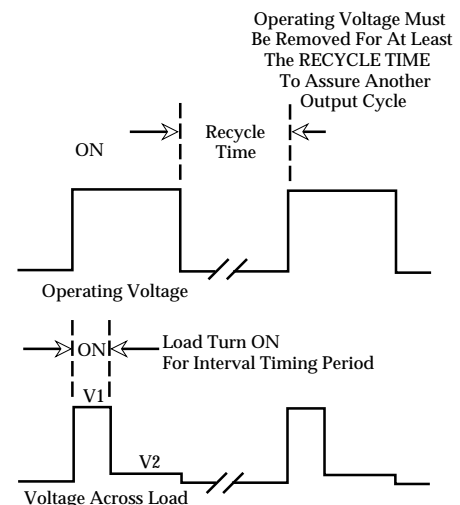 Operating Voltage Must
Be Removed For At Least
The RECYCLE TIME
To Assure Another
Output Cycle
ON
Recycle
Time
Operating Voltage
ON
Load Turn ON
For Interval Timing Period
V1
V2
Voltage Across Load